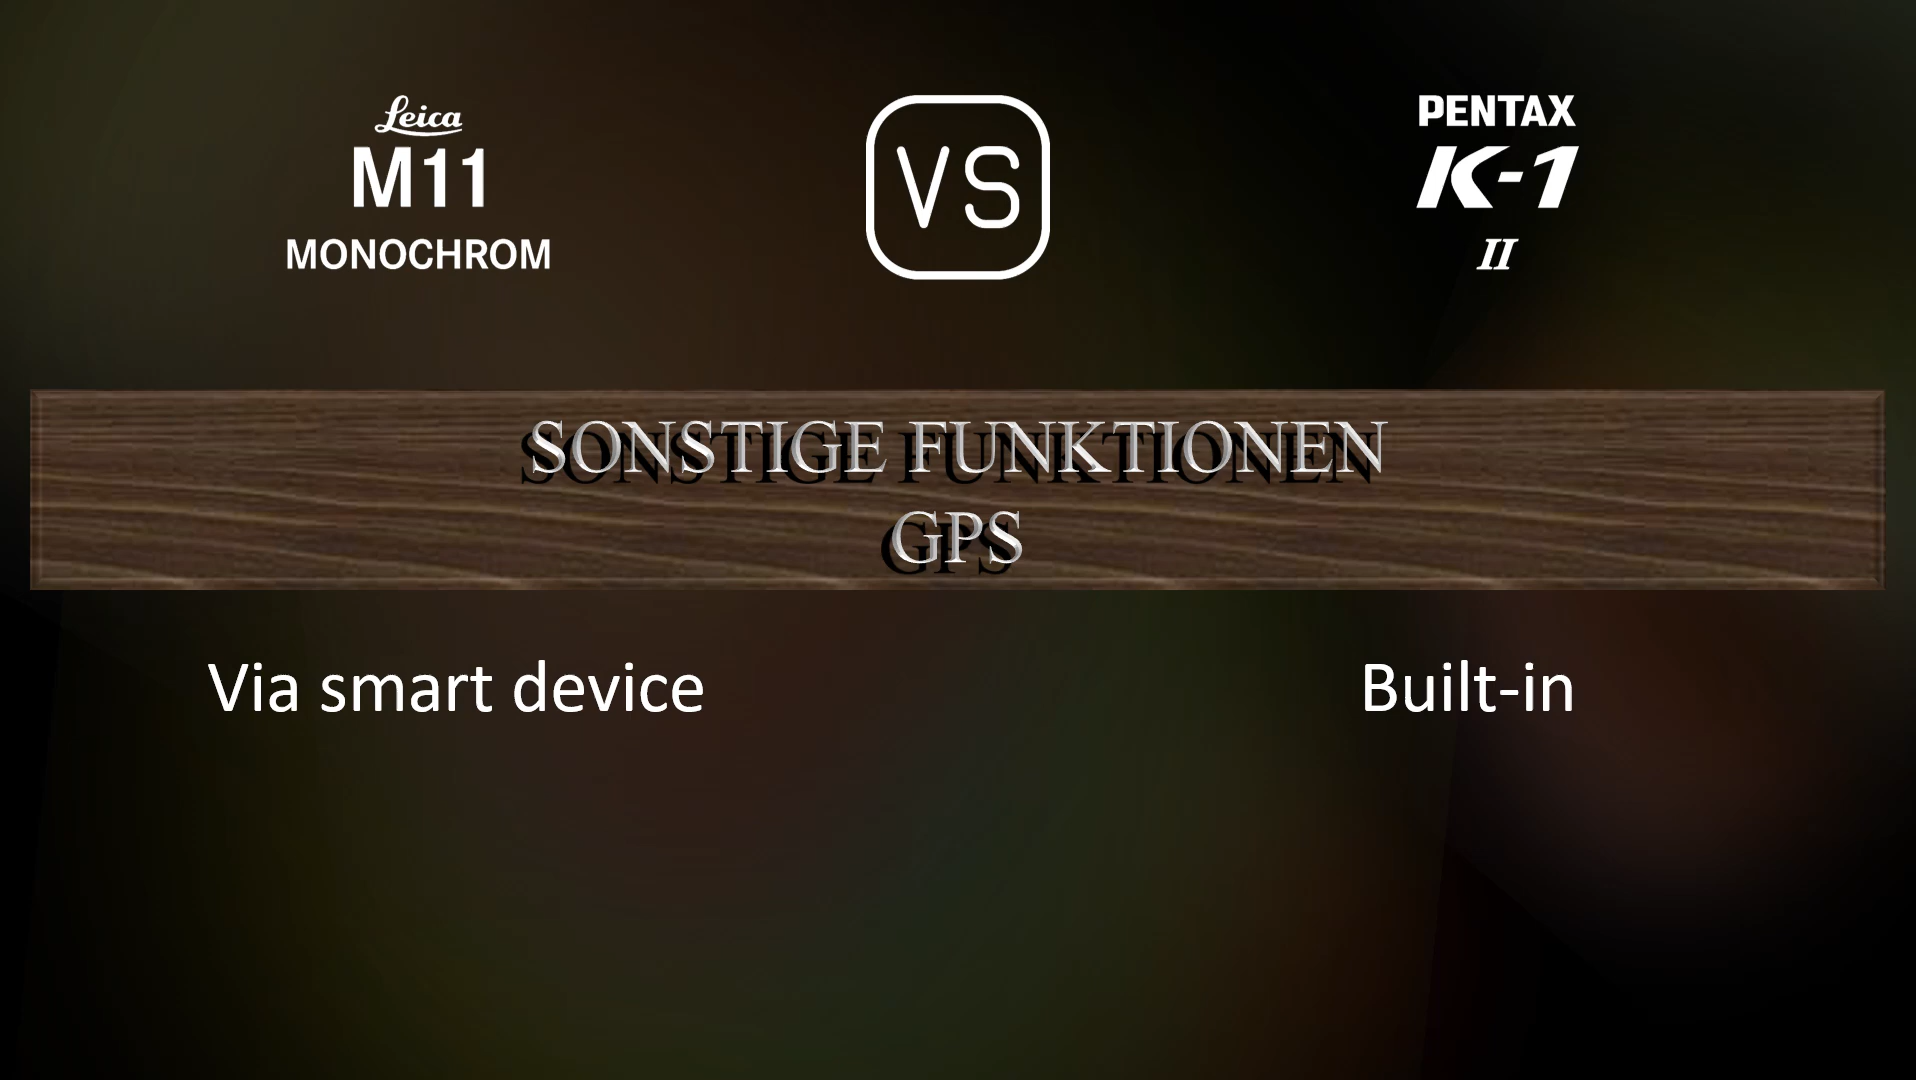 Leica
M11
MONOCHROM
VS
PENTAX
K-1
II
SONSTIGE FUNKTIONEN
GPS
Via smart device
Built-in